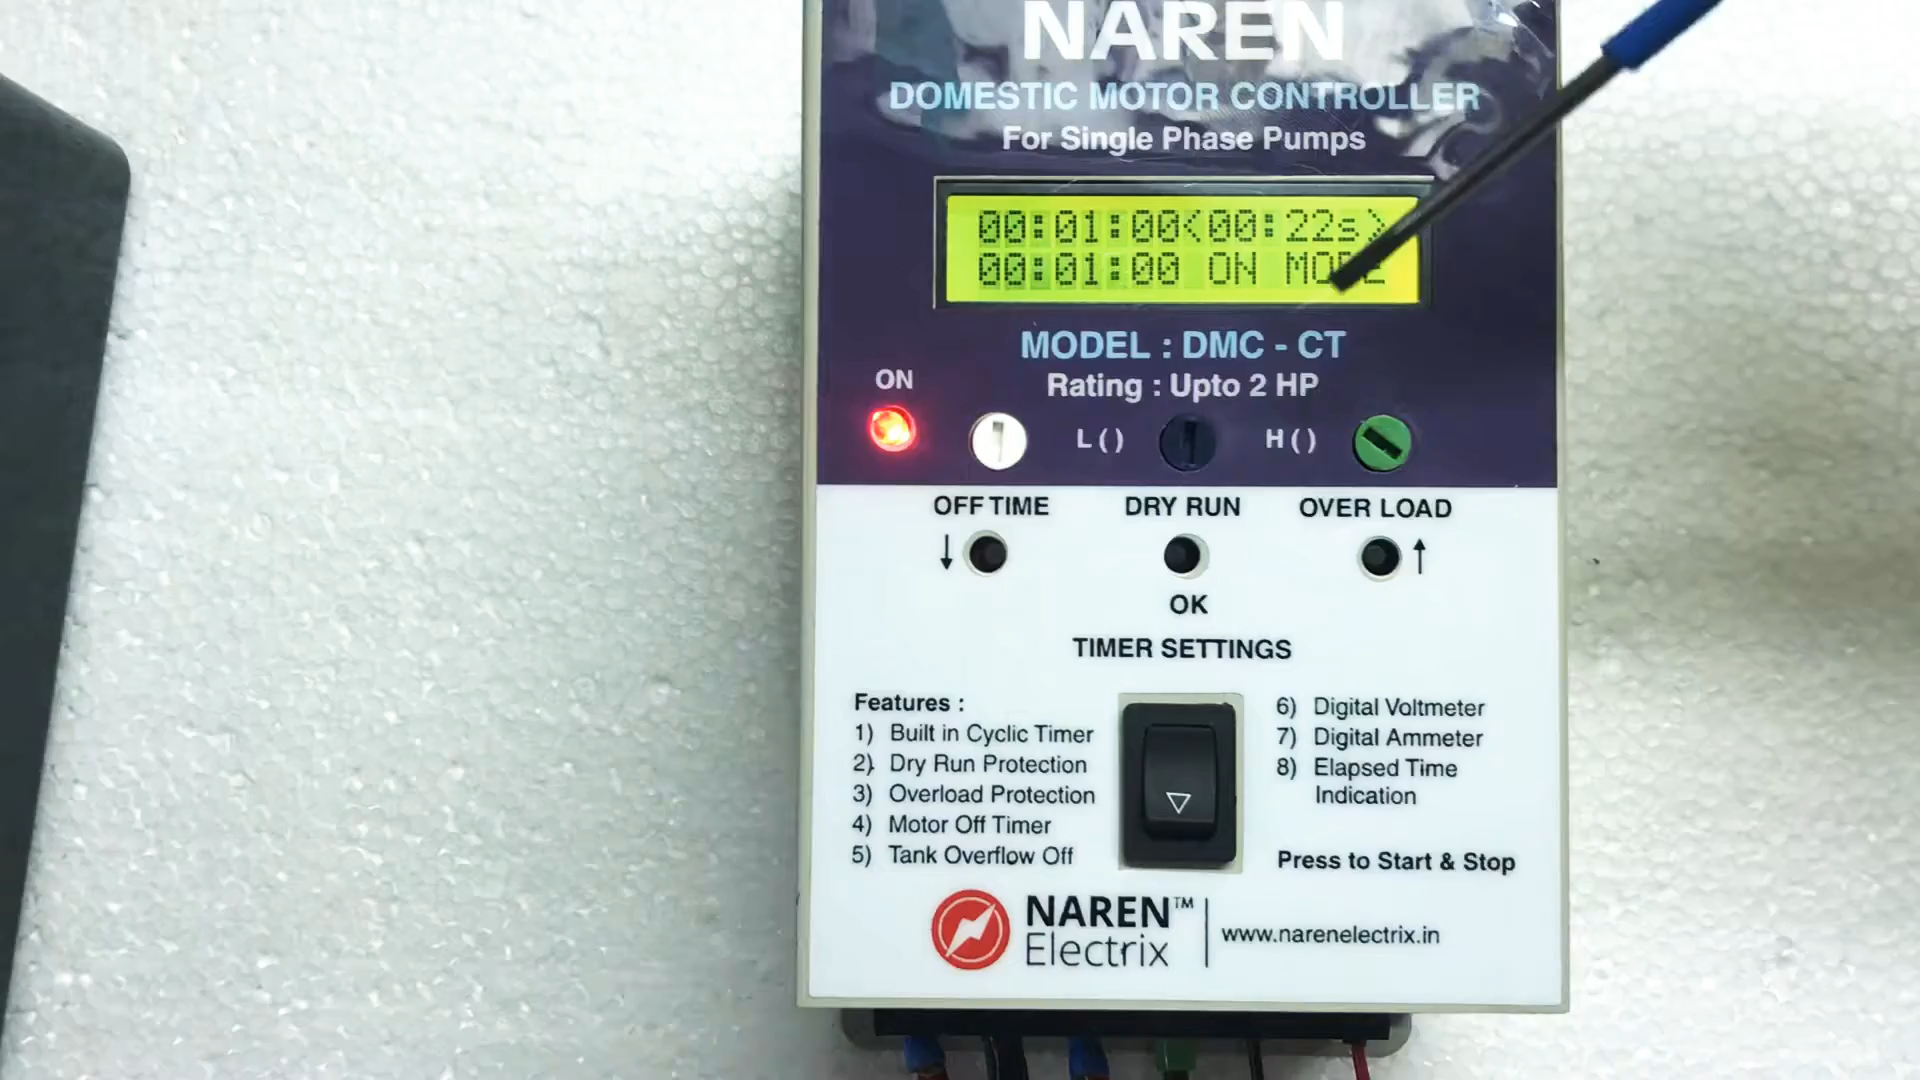 NAREN
DOMESTIC MOTOR CONTROLLER
For Single Phase Pumps
00:01:00<00:22s>
00:01:00 ON MODE
MODEL : DMC - CT
Rating : Upto 2 HP
ON
L ( )
H ( )
OFF TIME
DRY RUN
OVER LOAD
↓
↑
OK
TIMER SETTINGS
Features :
1) Built in Cyclic Timer
2) Dry Run Protection
3) Overload Protection
4) Motor Off Timer
5) Tank Overflow Off
6) Digital Voltmeter
7) Digital Ammeter
8) Elapsed Time
Indication
Press to Start & Stop
NAREN™
Electrix
www.narenelectrix.in